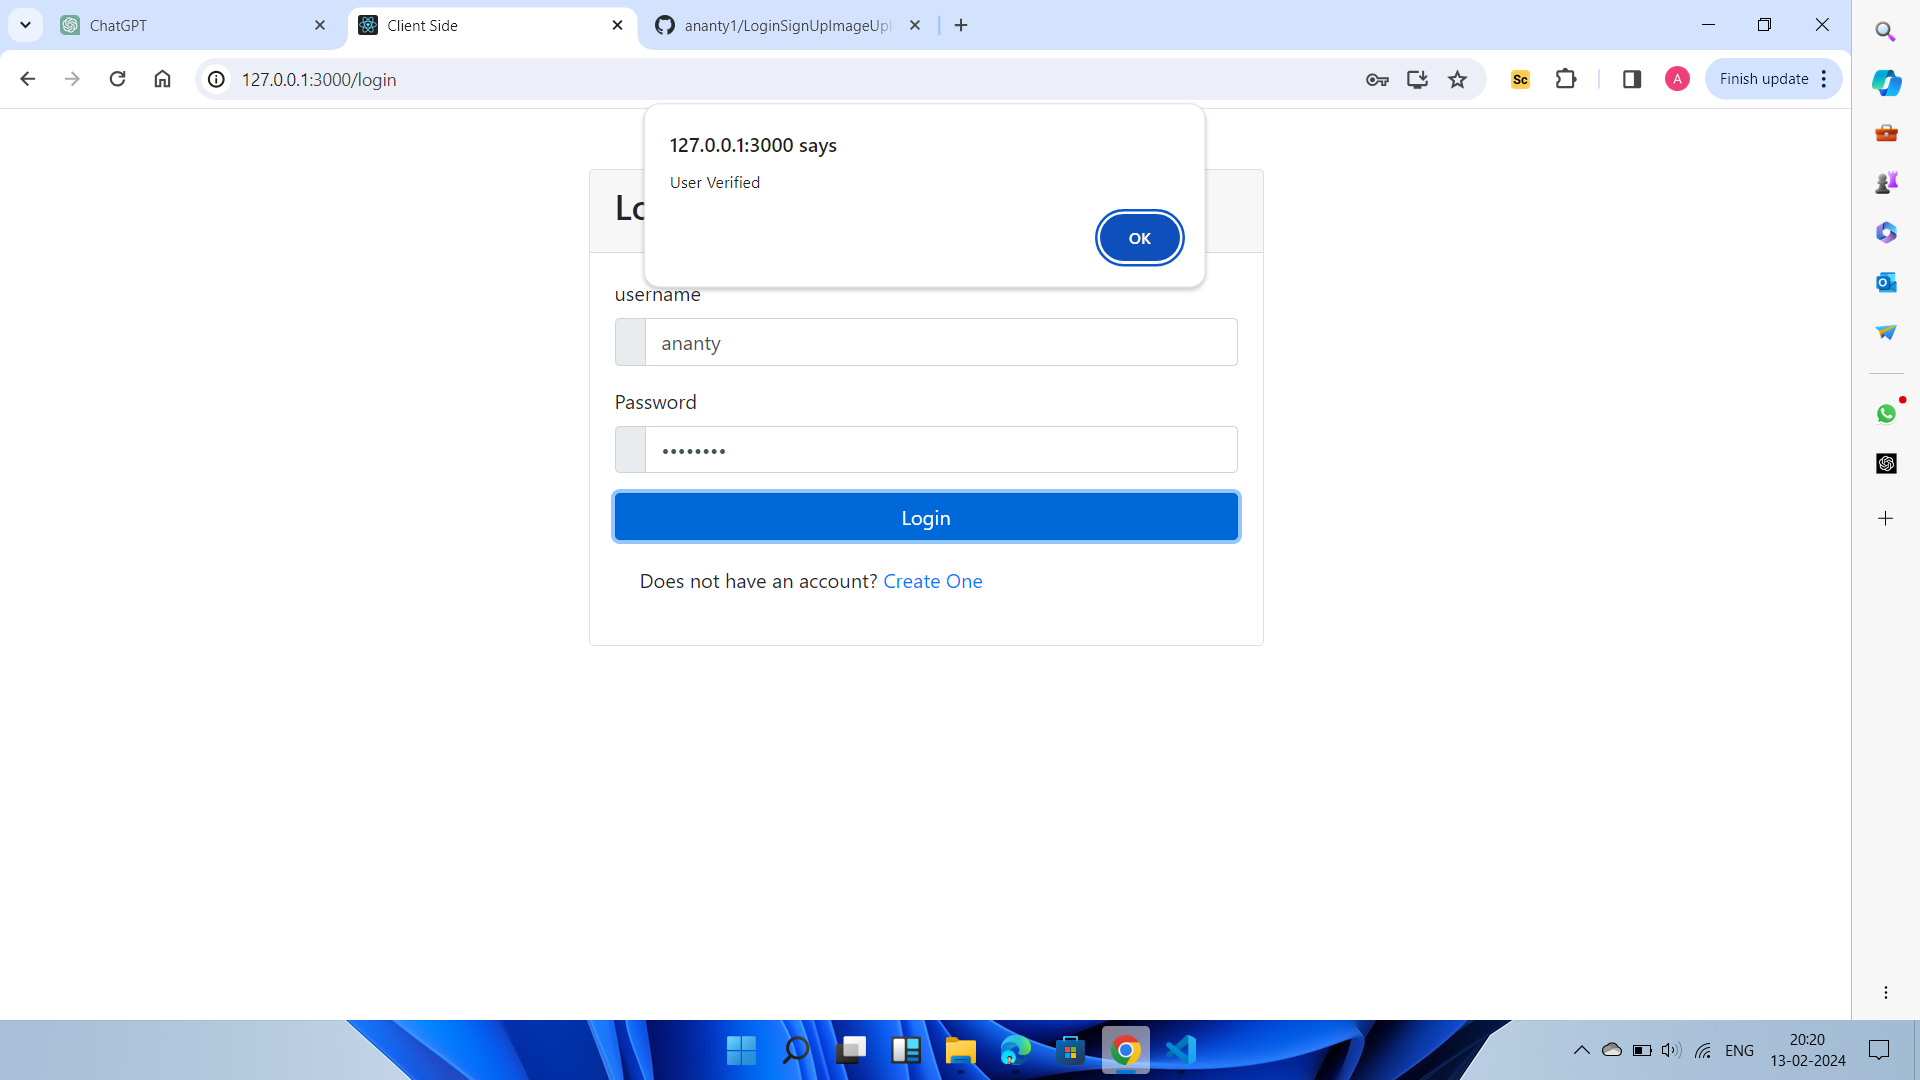 ChatGPT
Client Side
ananty1/LoginSignUpImageUpl
127.0.0.1:3000/login
Sc
A
Finish update
127.0.0.1:3000 says
User Verified
OK
Lo
username
ananty
Password
••••••••
Login
Does not have an account? Create One
ENG
20:20
13-02-2024